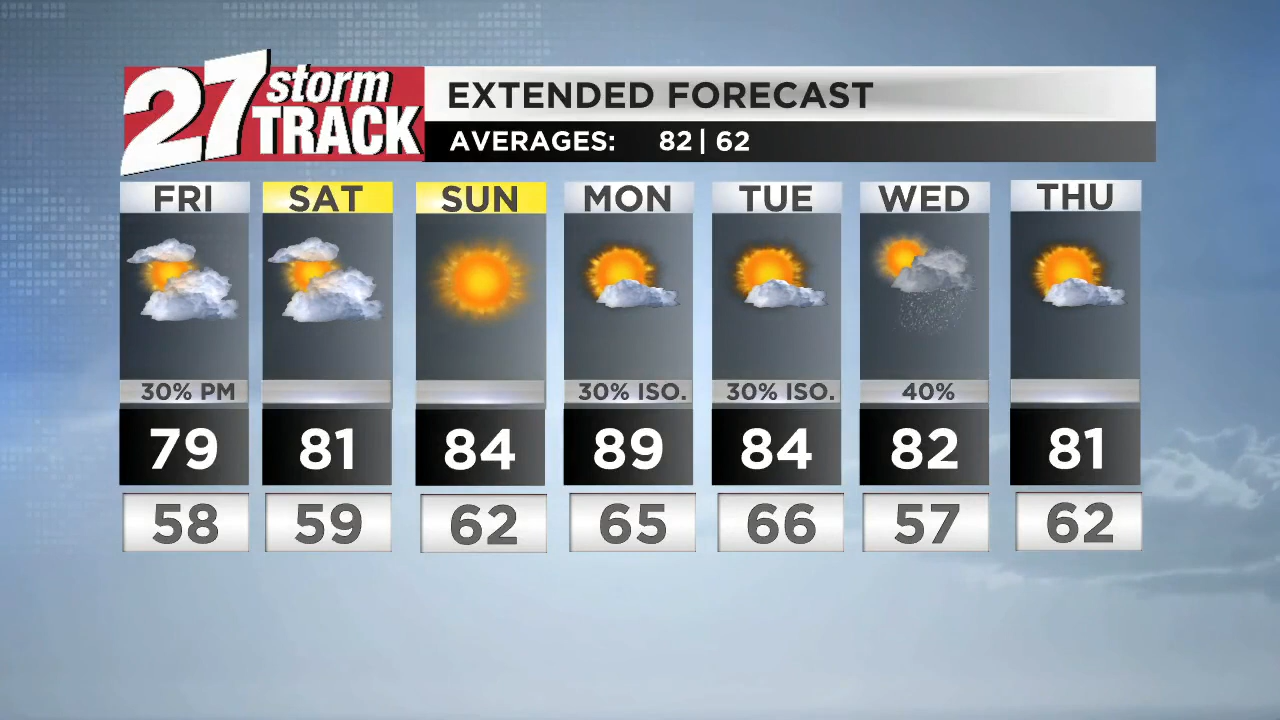 27 storm TRACK
EXTENDED FORECAST
AVERAGES: 82 | 62
FRI SAT SUN MON TUE WED THU
30% PM 30% ISO. 30% ISO. 40%
79 81 84 89 84 82 81
58 59 62 65 66 57 62